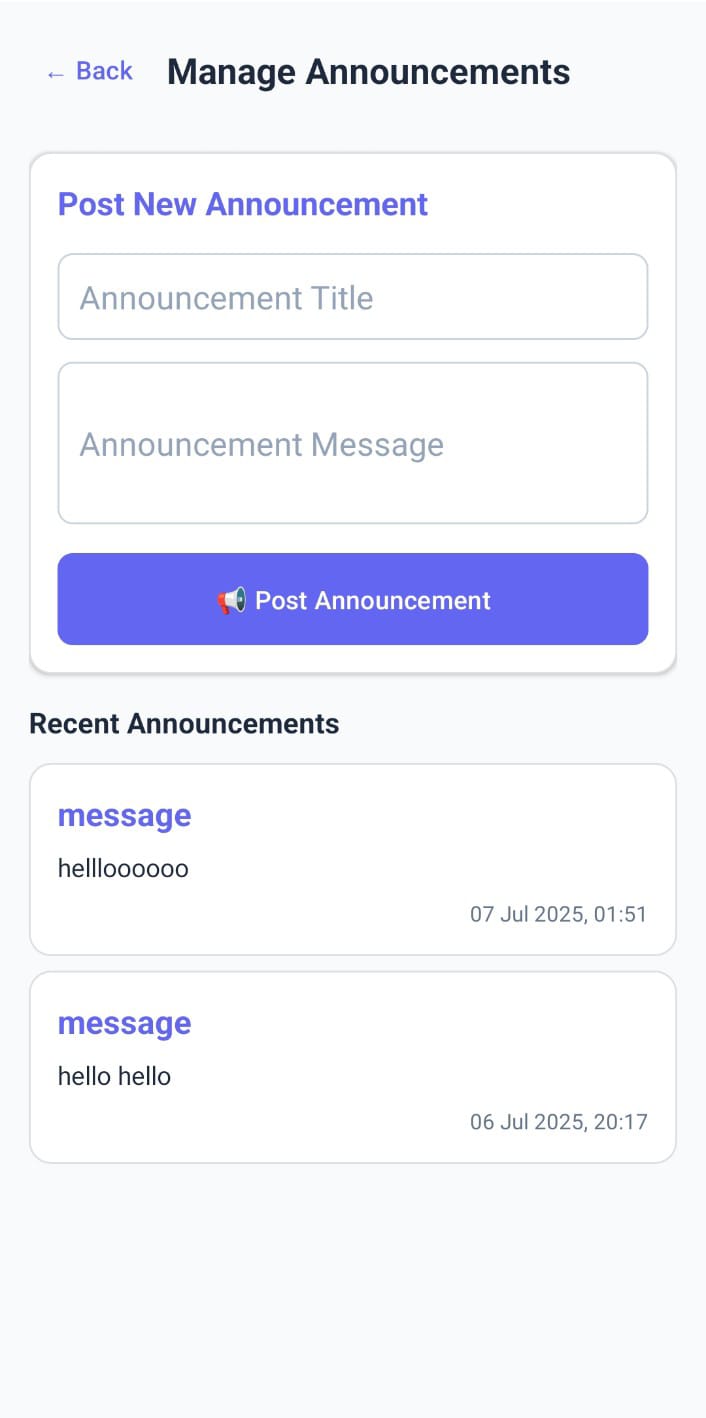 ← Back Manage Announcements
Post New Announcement
Announcement Title
Announcement Message
📢 Post Announcement
Recent Announcements
message
hellloooooo
07 Jul 2025, 01:51
message
hello hello
06 Jul 2025, 20:17